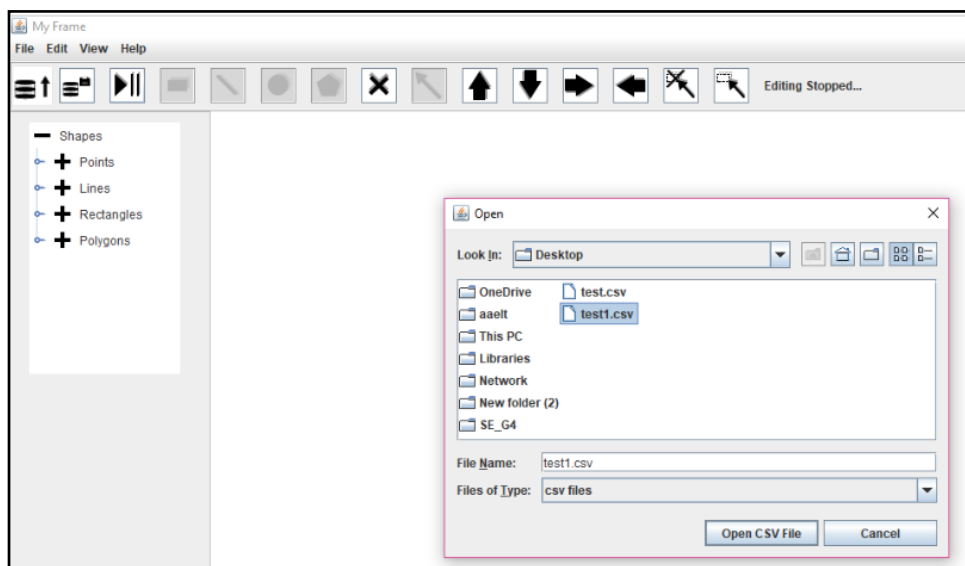 My Frame
File Edit View Help
Editing Stopped...
Shapes
Points
Lines
Rectangles
Polygons
Open
Look In: Desktop
OneDrive test.csv
aaelt test1.csv
This PC
Libraries
Network
New folder (2)
SE_G4
File Name: test1.csv
Files of Type: csv files
Open CSV File Cancel